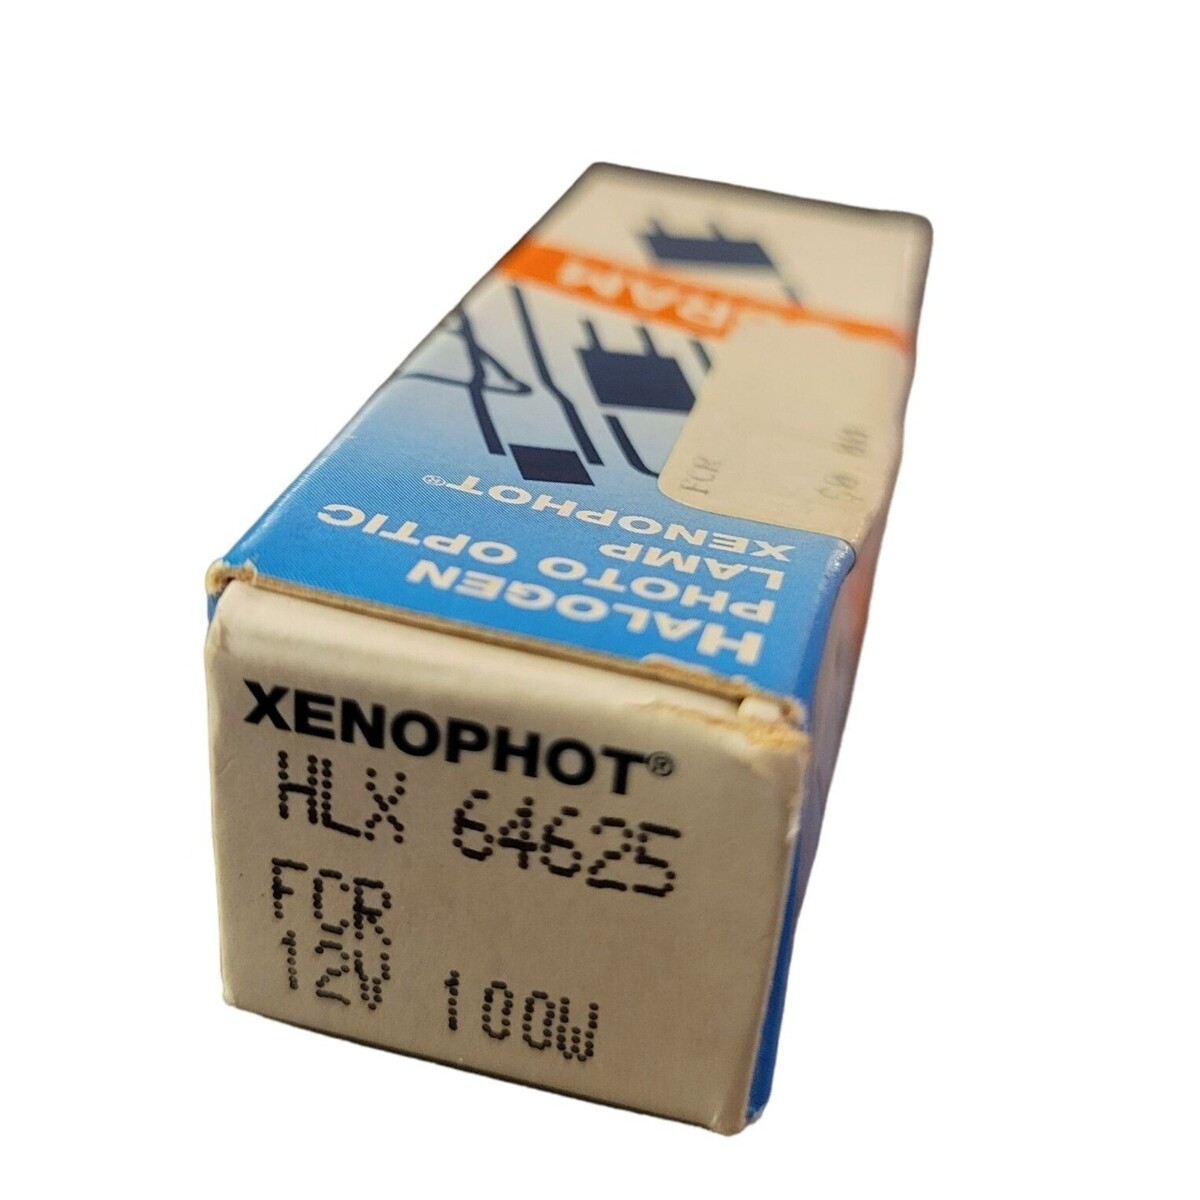 XENOPHOT®
HLX 64625
FCR
12V 100W
HALOGEN
PHOTO OPTIC
LAMP
XENOPHOT®
FCR
RAM